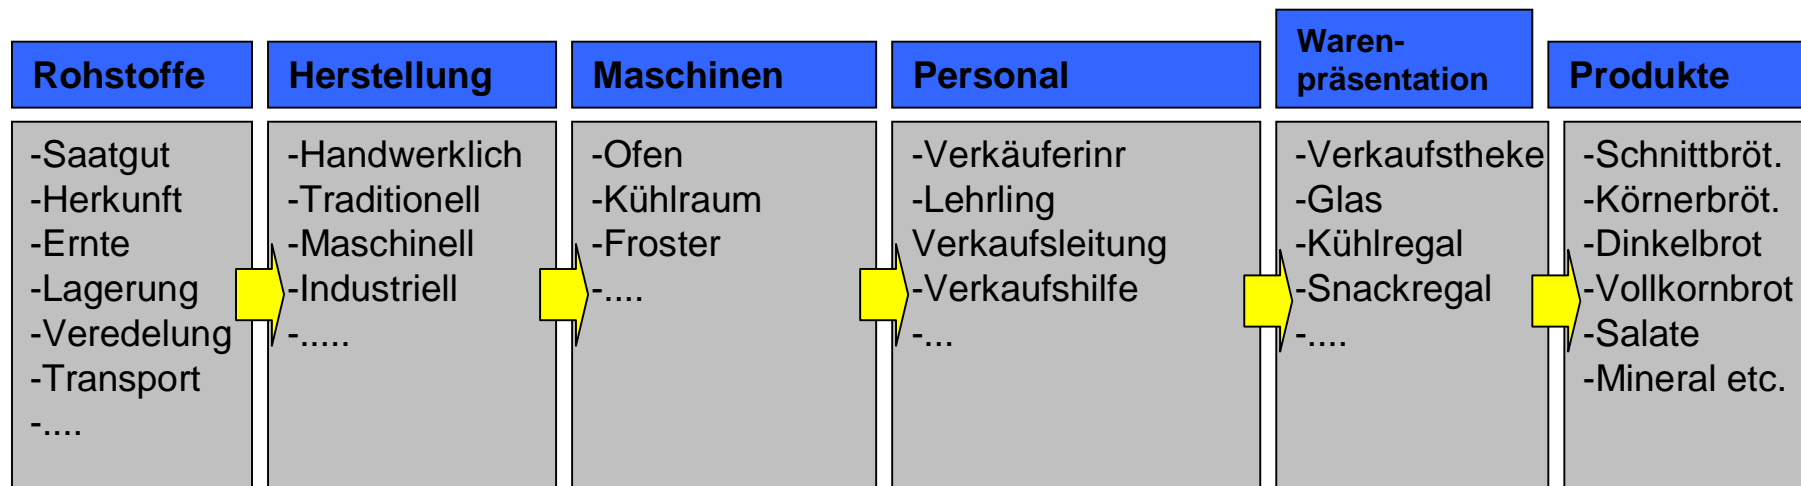 Rohstoffe
-Saatgut
-Herkunft
-Ernte
-Lagerung
-Veredelung
-Transport
-....
Herstellung
-Handwerklich
-Traditionell
-Maschinell
-Industriell
-.....
Maschinen
-Ofen
-Kühlraum
-Froster
-....
Personal
-Verkäuferinr
-Lehrling
Verkaufsleitung
-Verkaufshilfe
-...
Waren-
präsentation
-Verkaufstheke
-Glas
-Kühlregal
-Snackregal
-....
Produkte
-Schnittbröt.
-Körnerbröt.
-Dinkelbrot
-Vollkornbrot
-Salate
-Mineral etc.